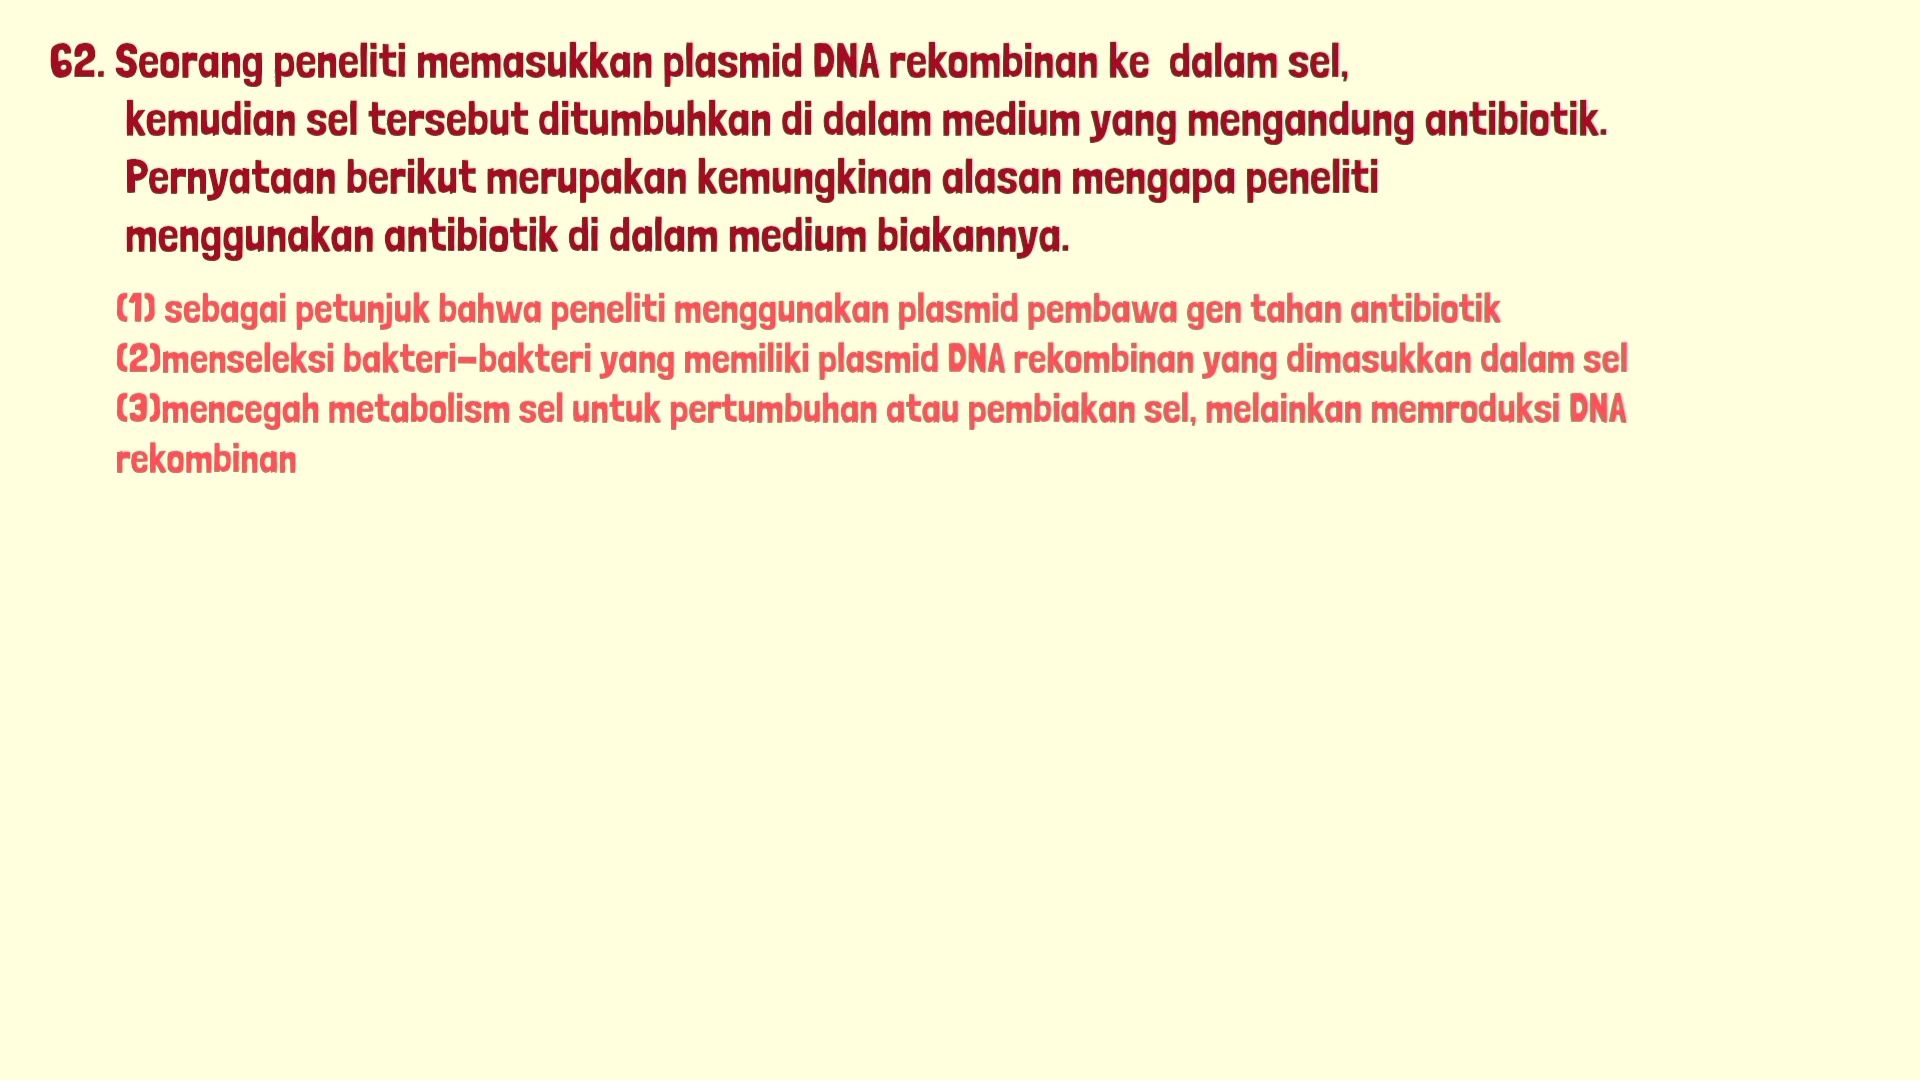 62. Seorang peneliti memasukkan plasmid DNA rekombinan ke dalam sel,
kemudian sel tersebut ditumbuhkan di dalam medium yang mengandung antibiotik.
Pernyataan berikut merupakan kemungkinan alasan mengapa peneliti
menggunakan antibiotik di dalam medium biakannya.
(1) sebagai petunjuk bahwa peneliti menggunakan plasmid pembawa gen tahan antibiotik
(2)menseleksi bakteri-bakteri yang memiliki plasmid DNA rekombinan yang dimasukkan dalam sel
(3)mencegah metabolism sel untuk pertumbuhan atau pembiakan sel, melainkan memroduksi DNA
rekombinan